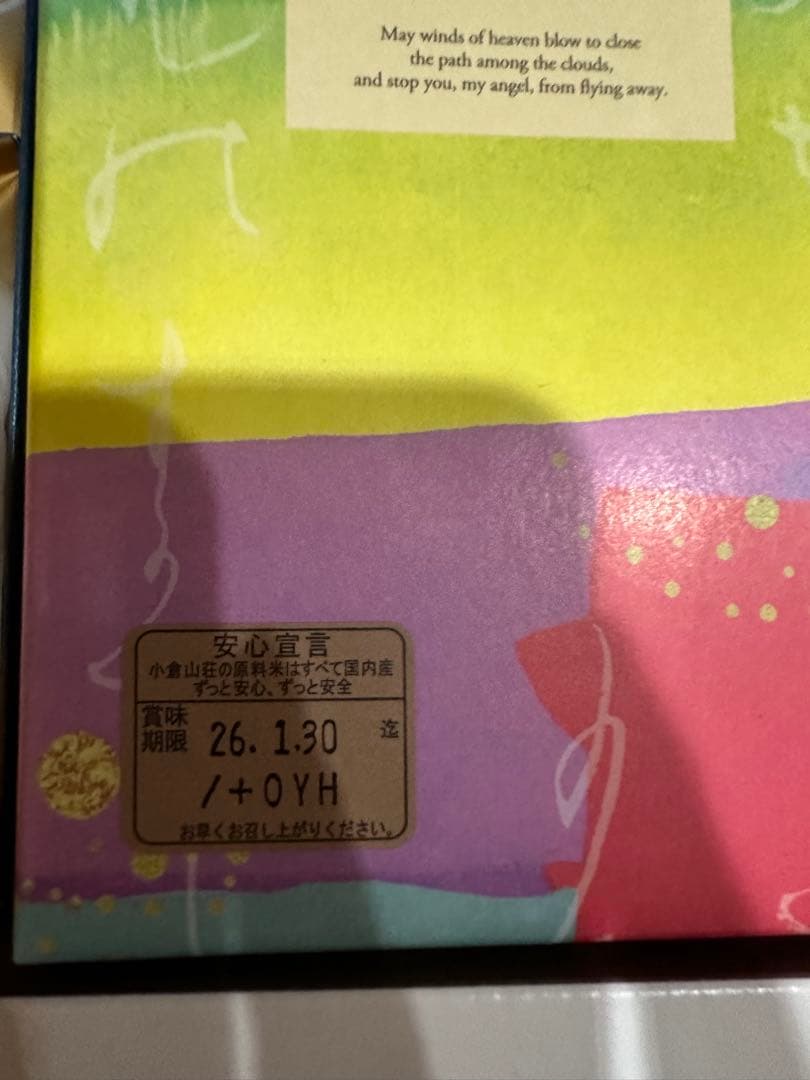 May winds of heaven blow to close
the path among the clouds,
and stop you, my angel, from flying away.
安心宣言
小倉山荘の原料米はすべて国内産
ずっと安心、ずっと安全
賞味
期限 26. 1.30 迄
/+OYH
お早くお召し上がりください。